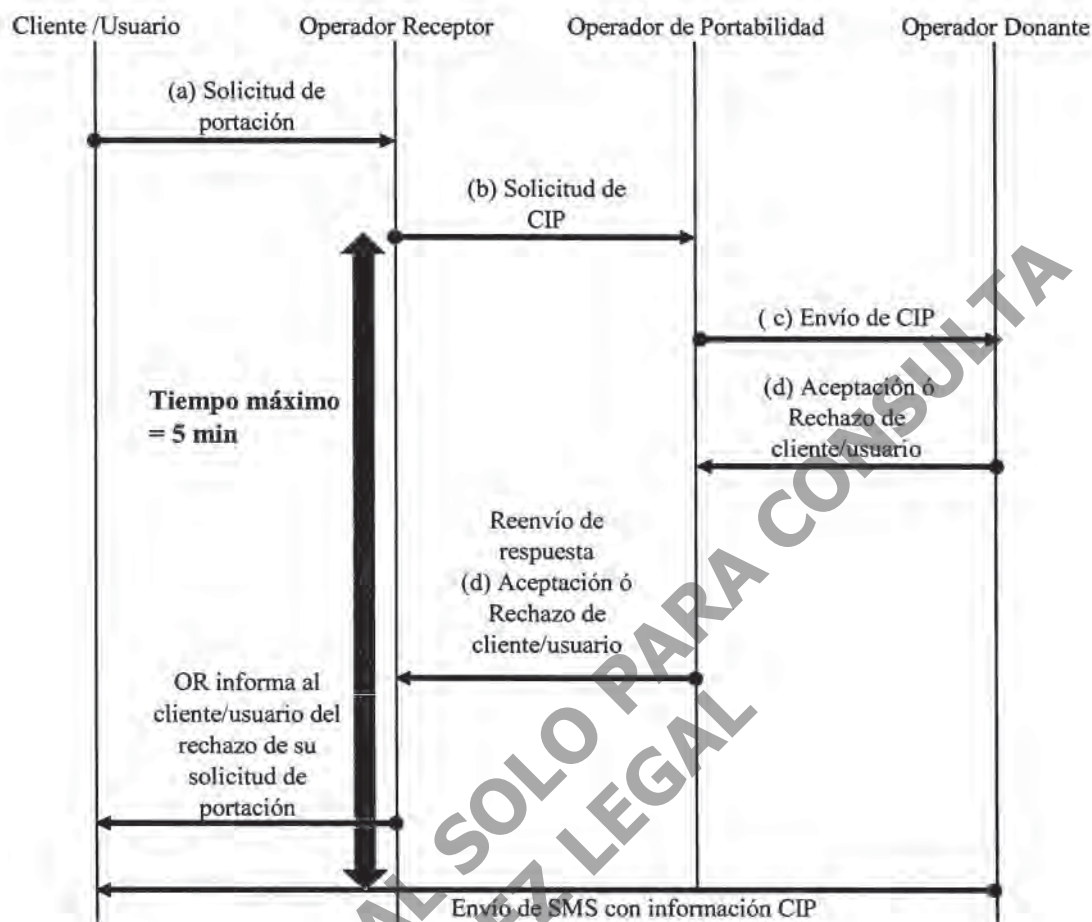 Cliente /Usuario Operador Receptor Operador de Portabilidad Operador Donante
(a) Solicitud de
portación
(b) Solicitud de
CIP
( c) Envío de CIP
(d) Aceptación ó
Rechazo de
cliente/usuario
Tiempo máximo
= 5 min
Reenvío de
respuesta
(d) Aceptación ó
Rechazo de
cliente/usuario
OR informa al
cliente/usuario del
rechazo de su
solicitud de
portación
Envío de SMS con información CIP
SOLO PARA CONSULTA
LEGAL